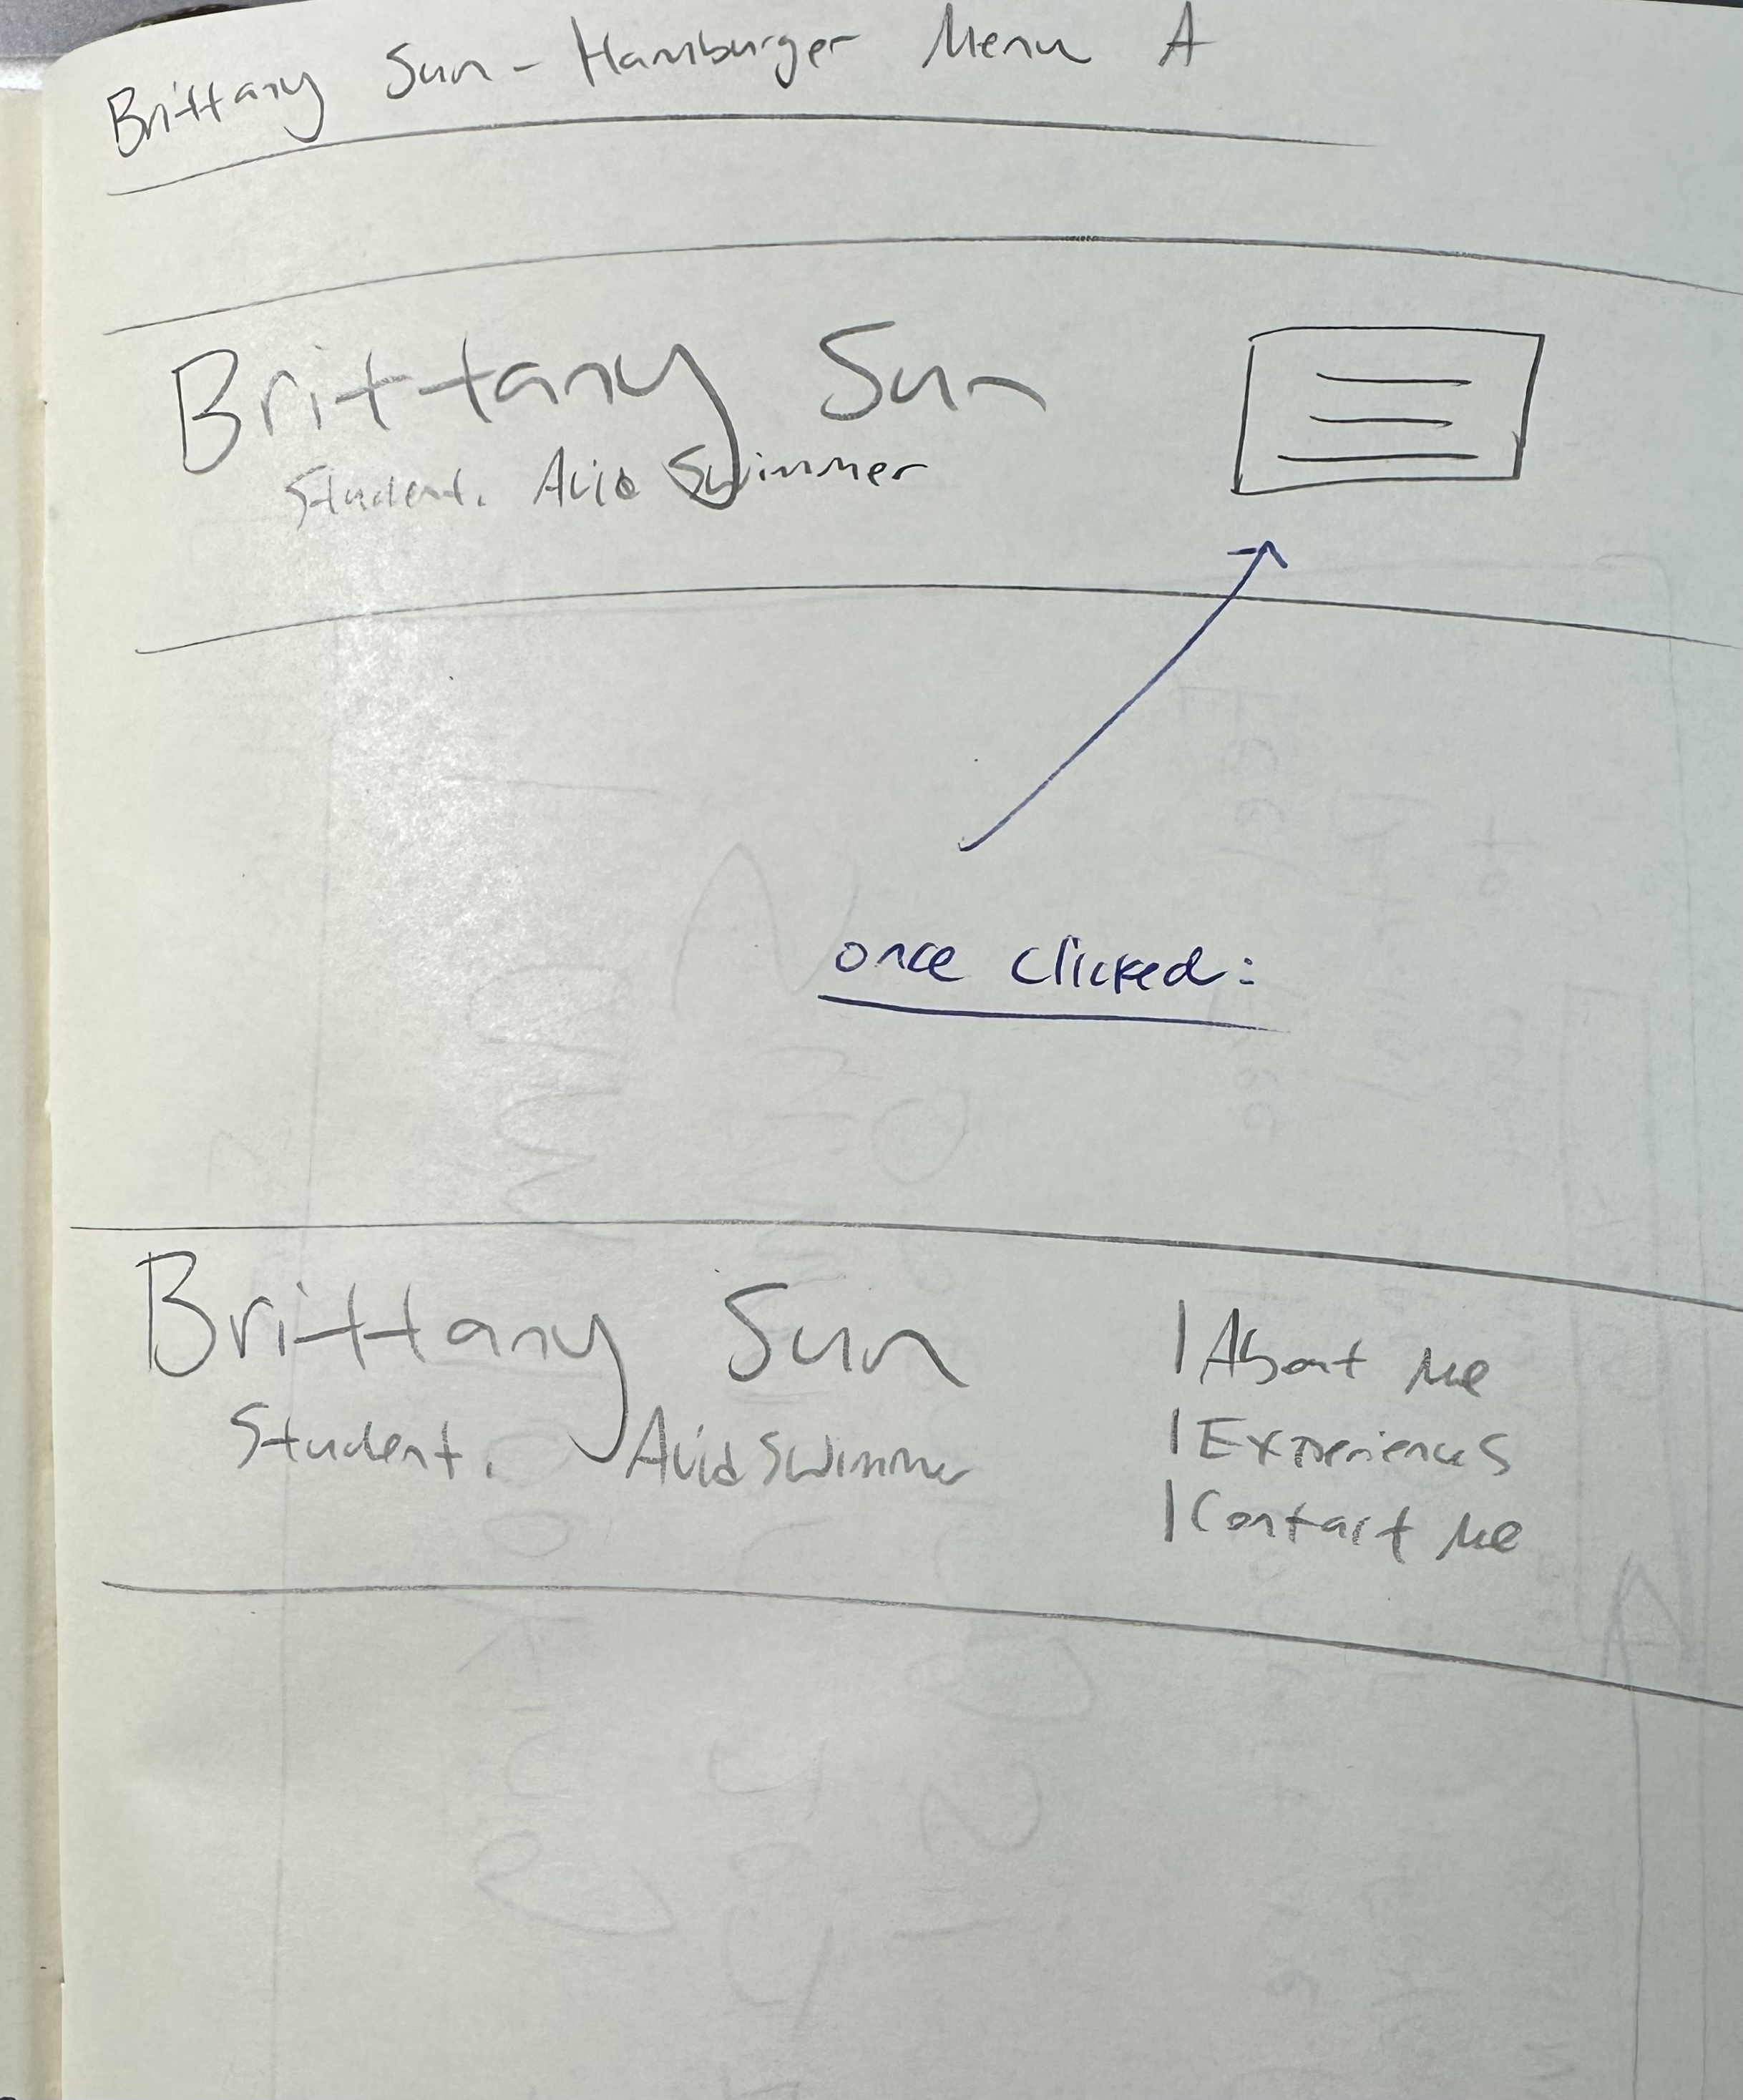 Brittany Sun - Hamburger Menu A
Brittany Sun
Student. Avid Swimmer
once clicked:
Brittany Sun
Student. Avid Swimmer
| About Me
| Experiences
| Contact Me